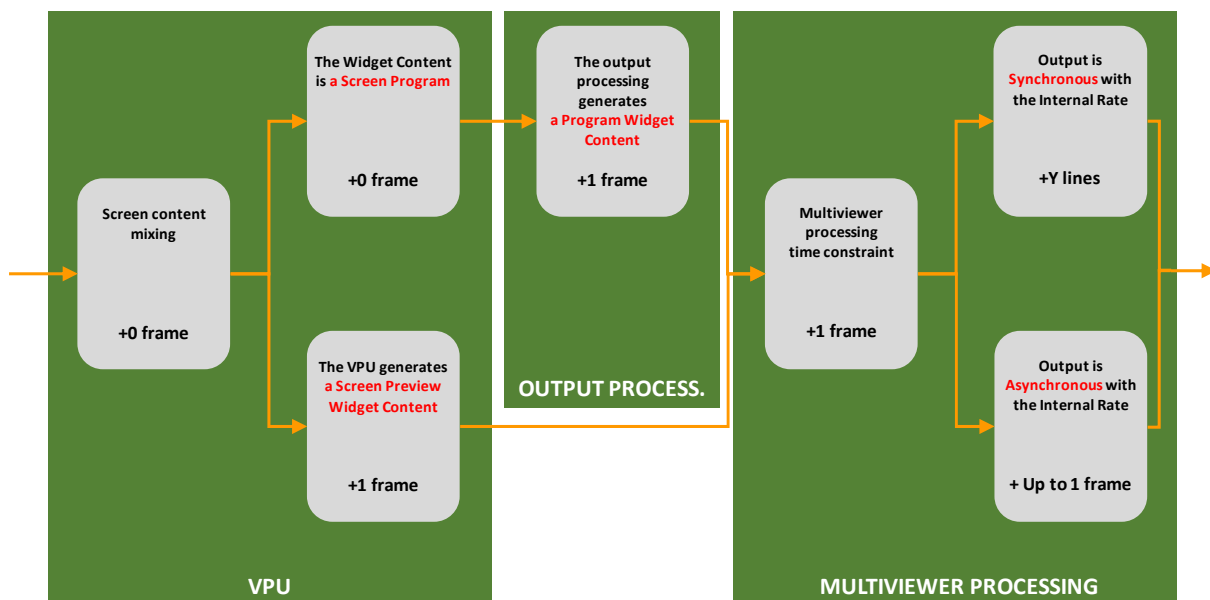 Screen content
mixing
+0 frame
The Widget Content
is a Screen Program
+0 frame
The VPU generates
a Screen Preview
Widget Content
+1 frame
VPU
The output
processing
generates
a Program Widget
Content
+1 frame
OUTPUT PROCESS.
Multiviewer
processing
time constraint
+1 frame
Output is
Synchronous with
the Internal Rate
+Y lines
Output is
Asynchronous with
the Internal Rate
+ Up to 1 frame
MULTIVIEWER PROCESSING